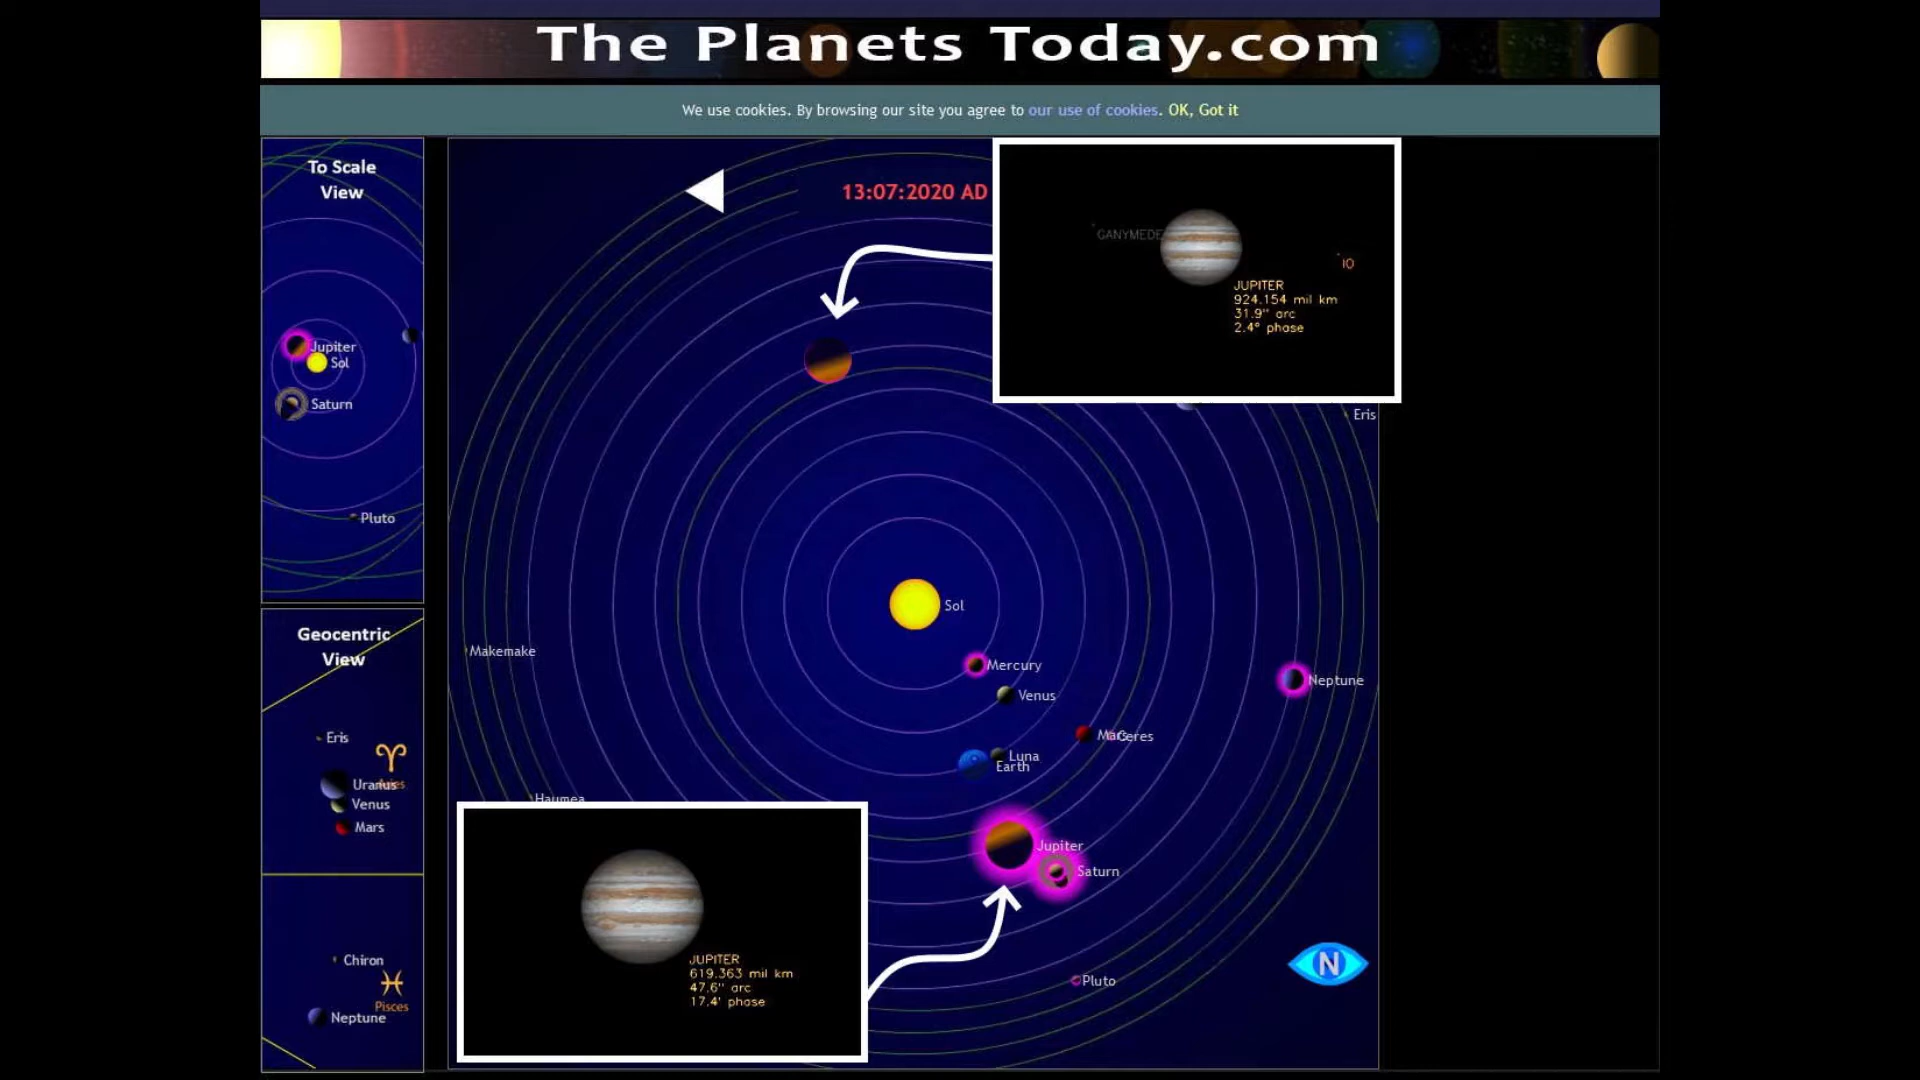 The Planets Today.com
We use cookies. By browsing our site you agree to our use of cookies. OK, Got it
To Scale
View
Jupiter
Sol
Saturn
Pluto
Geocentric
View
Eris
Uranus
Aries
Venus
Mars
Chiron
Pisces
Neptune
13:07:2020 AD
GANYMEDE
IO
JUPITER
924.154 mil km
31.9" arc
2.4° phase
Eris
Sol
Makemake
Mercury
Neptune
Venus
Mars
Ceres
Luna
Earth
Haumea
Jupiter
Saturn
JUPITER
619.363 mil km
47.6" arc
17.4' phase
N
Pluto